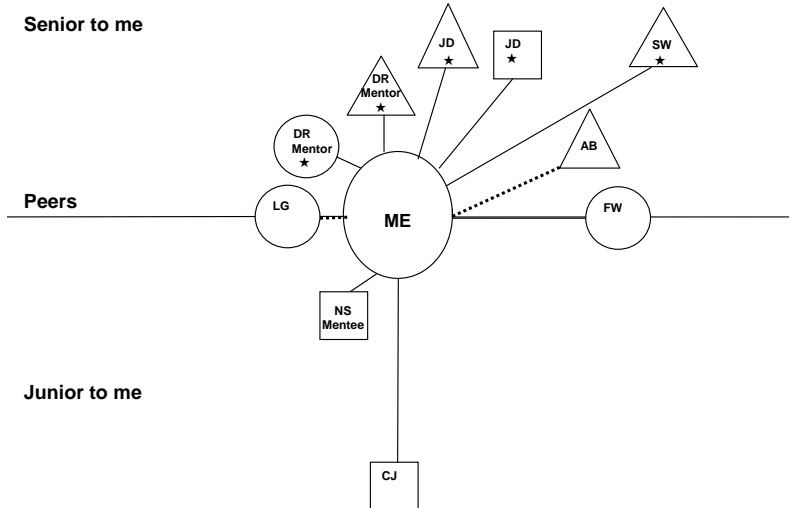 Senior to me
JD
★
JD
★
SW
★
DR
Mentor
★
DR
Mentor
★
AB
Peers
LG
ME
FW
NS
Mentee
Junior to me
CJ